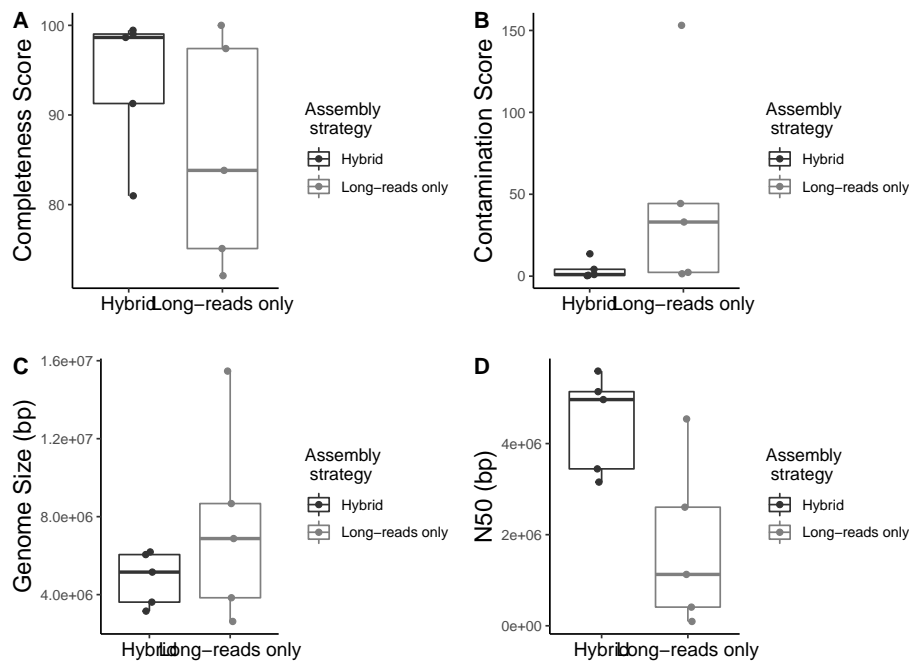 A
Completeness Score
100
90
80
Hybrid
Long−reads only
Assembly
strategy
Hybrid
Long−reads only
B
Contamination Score
150
100
50
0
Hybrid
Long−reads only
Assembly
strategy
Hybrid
Long−reads only
C
Genome Size (bp)
1.6e+07
1.2e+07
8.0e+06
4.0e+06
Hybrid
Long−reads only
Assembly
strategy
Hybrid
Long−reads only
D
N50 (bp)
4e+06
2e+06
0e+00
Hybrid
Long−reads only
Assembly
strategy
Hybrid
Long−reads only